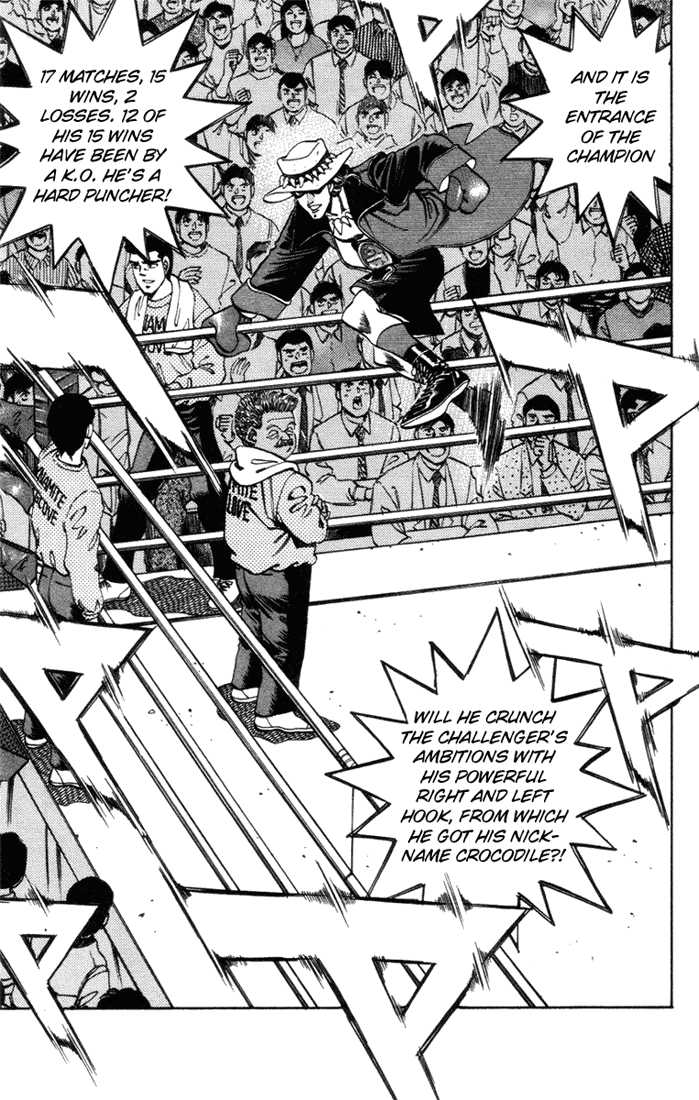 AND IT IS
THE
ENTRANCE
OF THE
CHAMPION
17 MATCHES, 15
WINS, 2
LOSSES. 12 OF
HIS 15 WINS
HAVE BEEN BY
A K.O. HE'S A
HARD PUNCHER!
WILL HE CRUNCH
THE CHALLENGER'S
AMBITIONS WITH
HIS POWERFUL
RIGHT AND LEFT
HOOK, FROM WHICH
HE GOT HIS NICK-
NAME CROCODILE?!